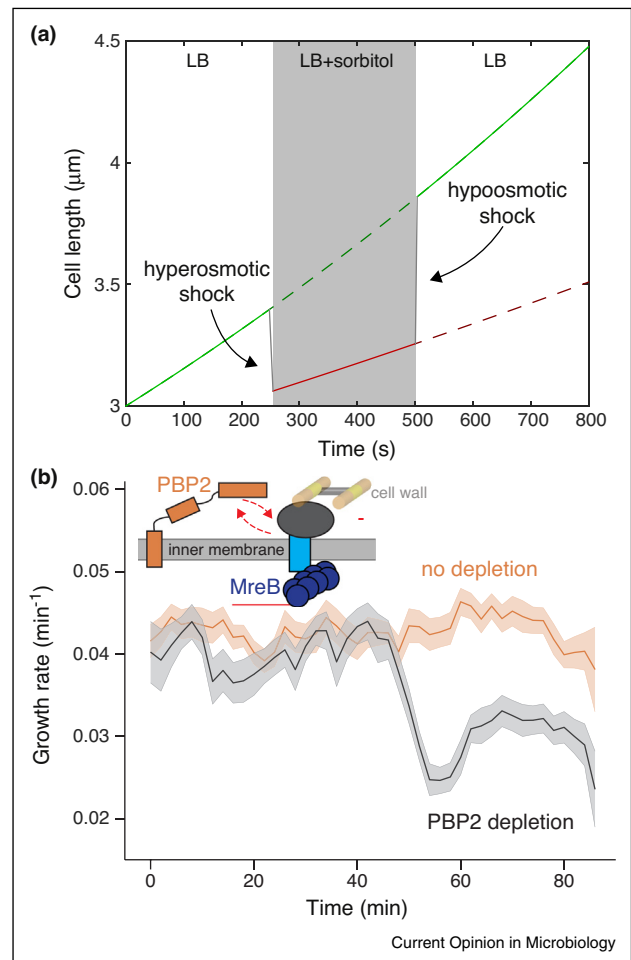 (a)
4.5
LB
LB+sorbitol
LB
4
Cell length (μm)
hyperosmotic
shock
hypoosmotic
shock
3.5
3
0
100
200
300
400
500
600
700
800
Time (s)
(b)
0.06
PBP2
cell wall
inner membrane
0.05
MreB
no depletion
0.04
Growth rate (min⁻¹)
0.03
0.02
PBP2 depletion
0
20
40
60
80
Time (min)
Current Opinion in Microbiology